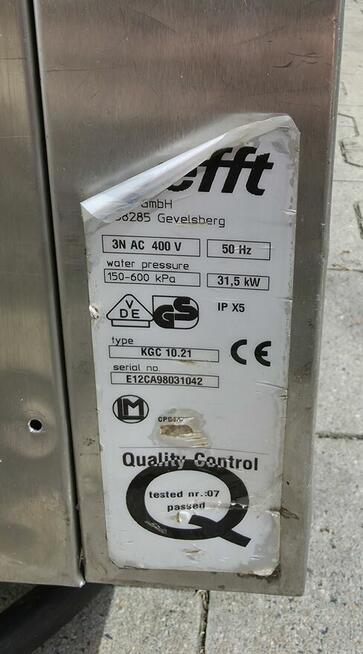 efft
GmbH
58285 Gevelsberg
3N AC 400 V 50 Hz
water pressure
150-600 kPa 31,5 kW
VDE GS IP X5
type
KGC 10.21 CE
serial no.
E12CA98031042
LM
Quality Control
Q
tested nr.:07
passed